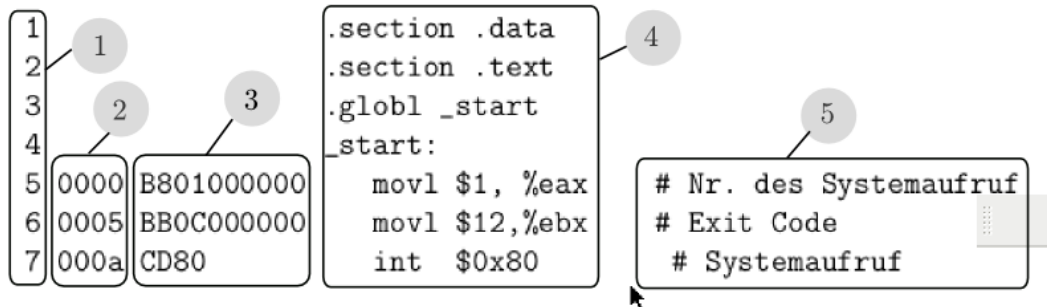 1 .section .data
1 4
2 .section .text
3 .globl _start
2 3 5
4 _start:
5 0000 B801000000 movl $1, %eax # Nr. des Systemaufruf
6 0005 BB0C000000 movl $12,%ebx # Exit Code
7 000a CD80 int $0x80 # Systemaufruf